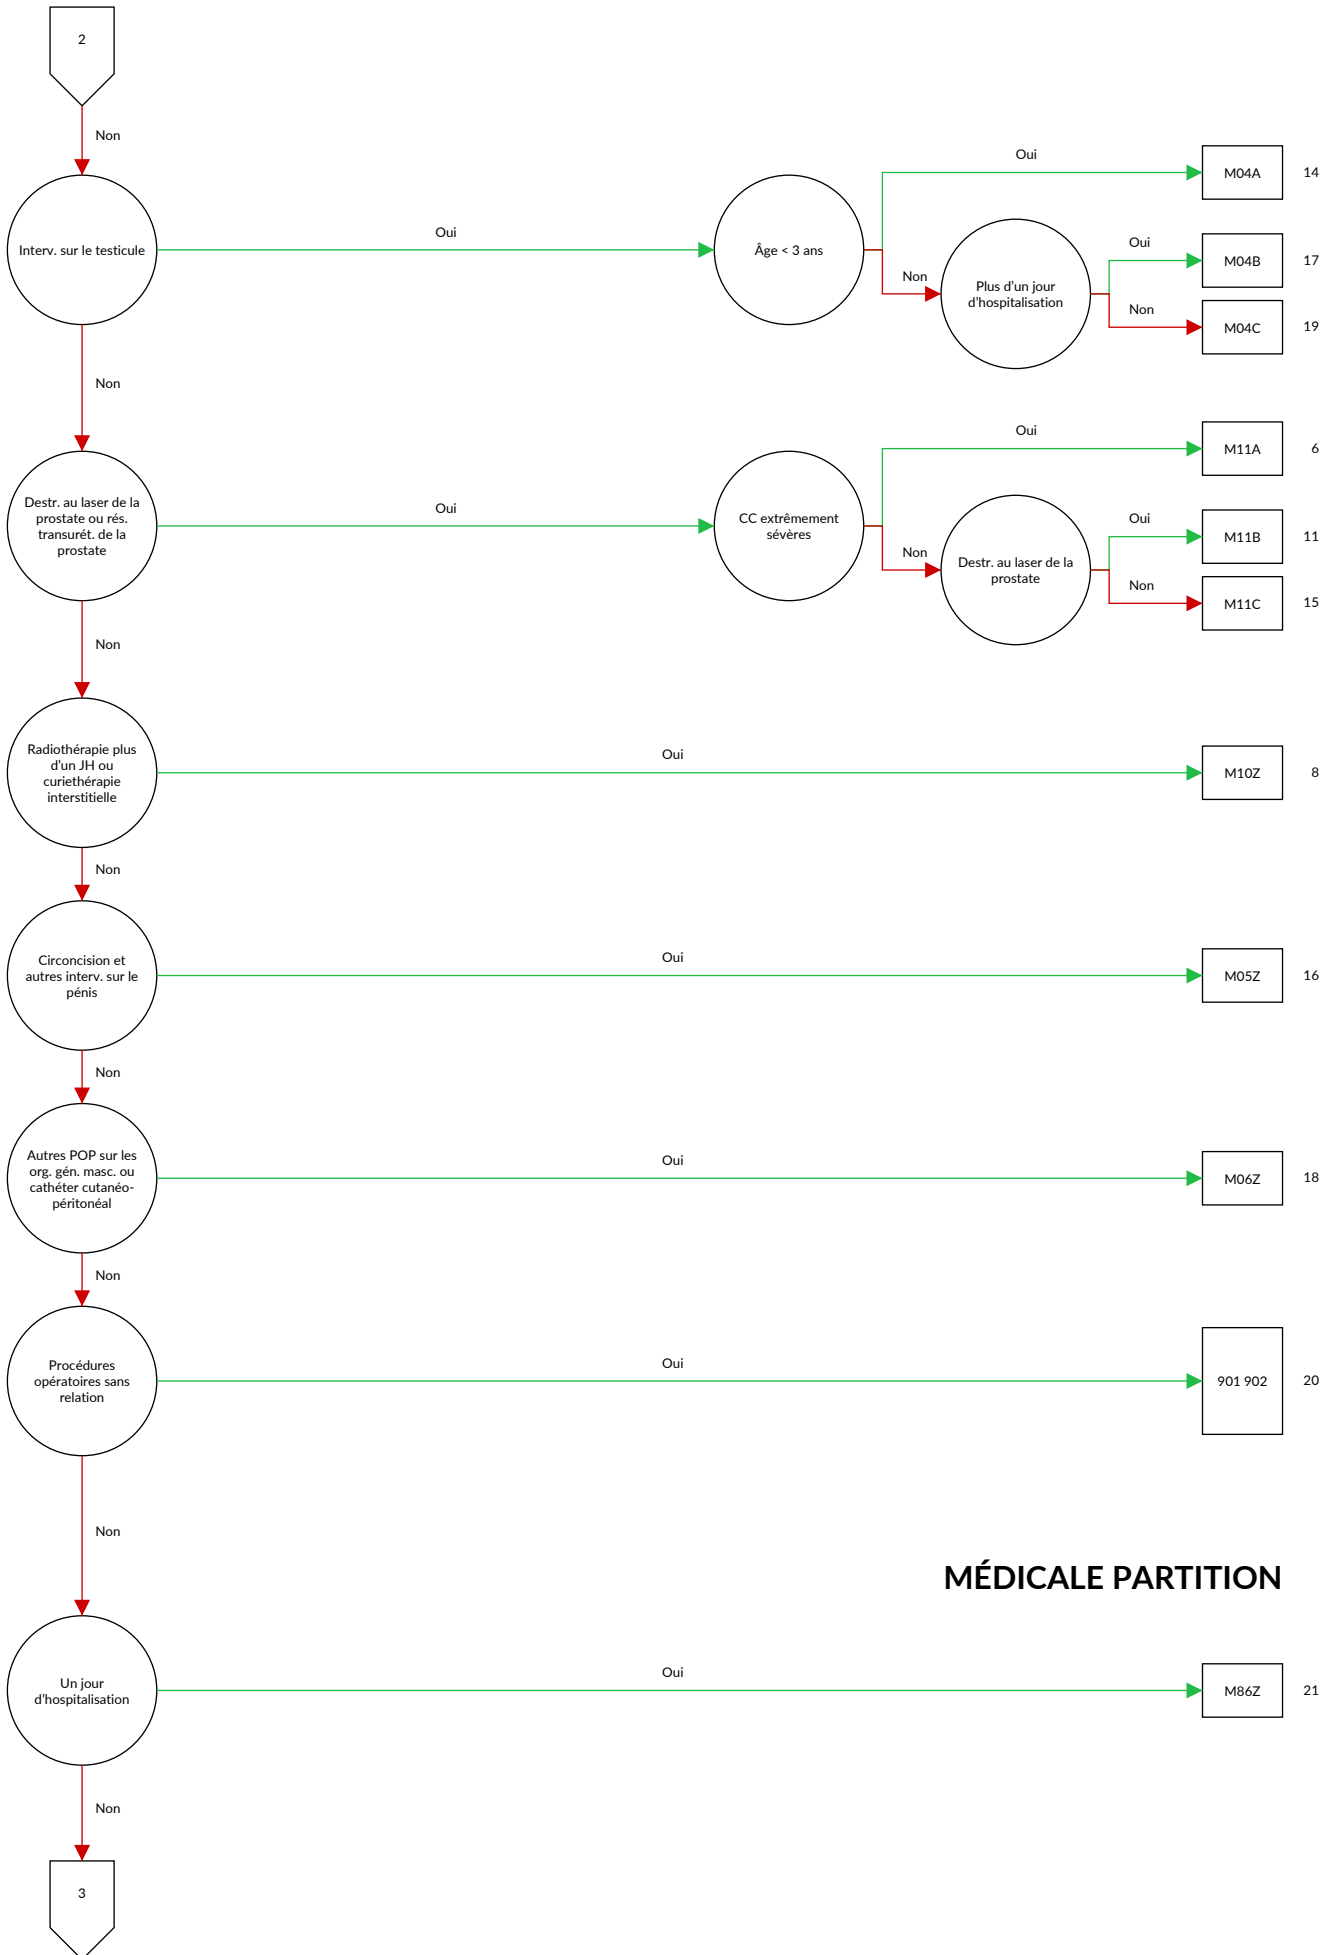 2
Non
Interv. sur le testicule
Oui
Âge < 3 ans
Oui
M04A
14
Non
Plus d'un jour
d'hospitalisation
Oui
M04B
17
Non
M04C
19
Non
Destr. au laser de la
prostate ou rés.
transurét. de la
prostate
Oui
CC extrêmement
sévères
Oui
M11A
6
Non
Destr. au laser de la
prostate
Oui
M11B
11
Non
M11C
15
Non
Radiothérapie plus
d'un JH ou
curiethérapie
interstitielle
Oui
M10Z
8
Non
Circoncision et
autres interv. sur le
pénis
Oui
M05Z
16
Non
Autres POP sur les
org. gén. masc. ou
cathéter cutanéo-
péritonéal
Oui
M06Z
18
Non
Procédures
opératoires sans
relation
Oui
901 902
20
Non
MÉDICALE PARTITION
Un jour
d'hospitalisation
Oui
M86Z
21
Non
3